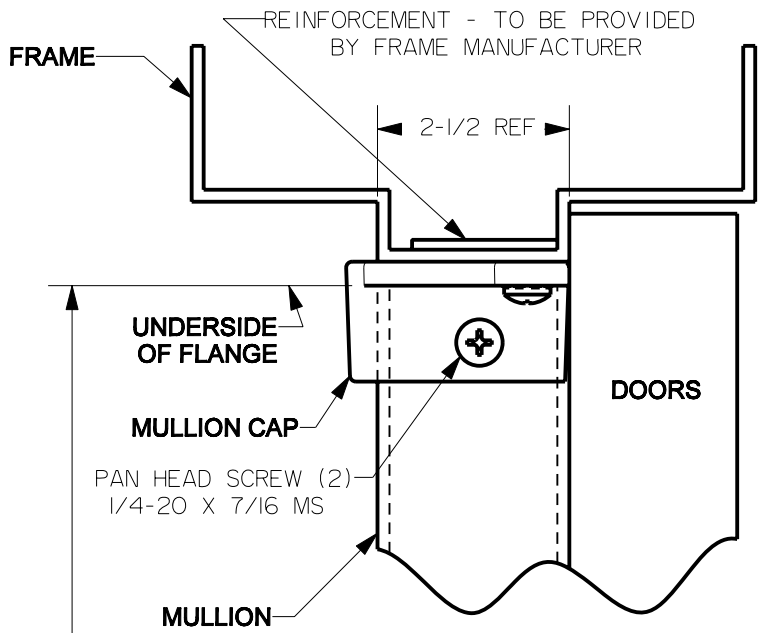 REINFORCEMENT - TO BE PROVIDED
BY FRAME MANUFACTURER
FRAME
2-1/2 REF
UNDERSIDE
OF FLANGE
DOORS
MULLION CAP
PAN HEAD SCREW (2)
1/4-20 X 7/16 MS
MULLION